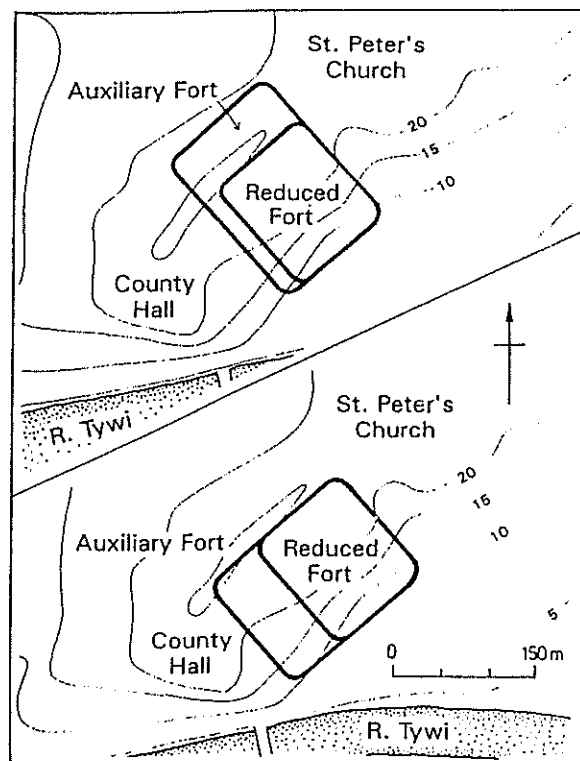 St. Peter's
Church
Auxiliary Fort
20
15
10
Reduced
Fort
County
Hall
R. Tywi
St. Peter's
Church
20
15
10
Auxiliary Fort
Reduced
Fort
County
Hall
5
0 150m
R. Tywi